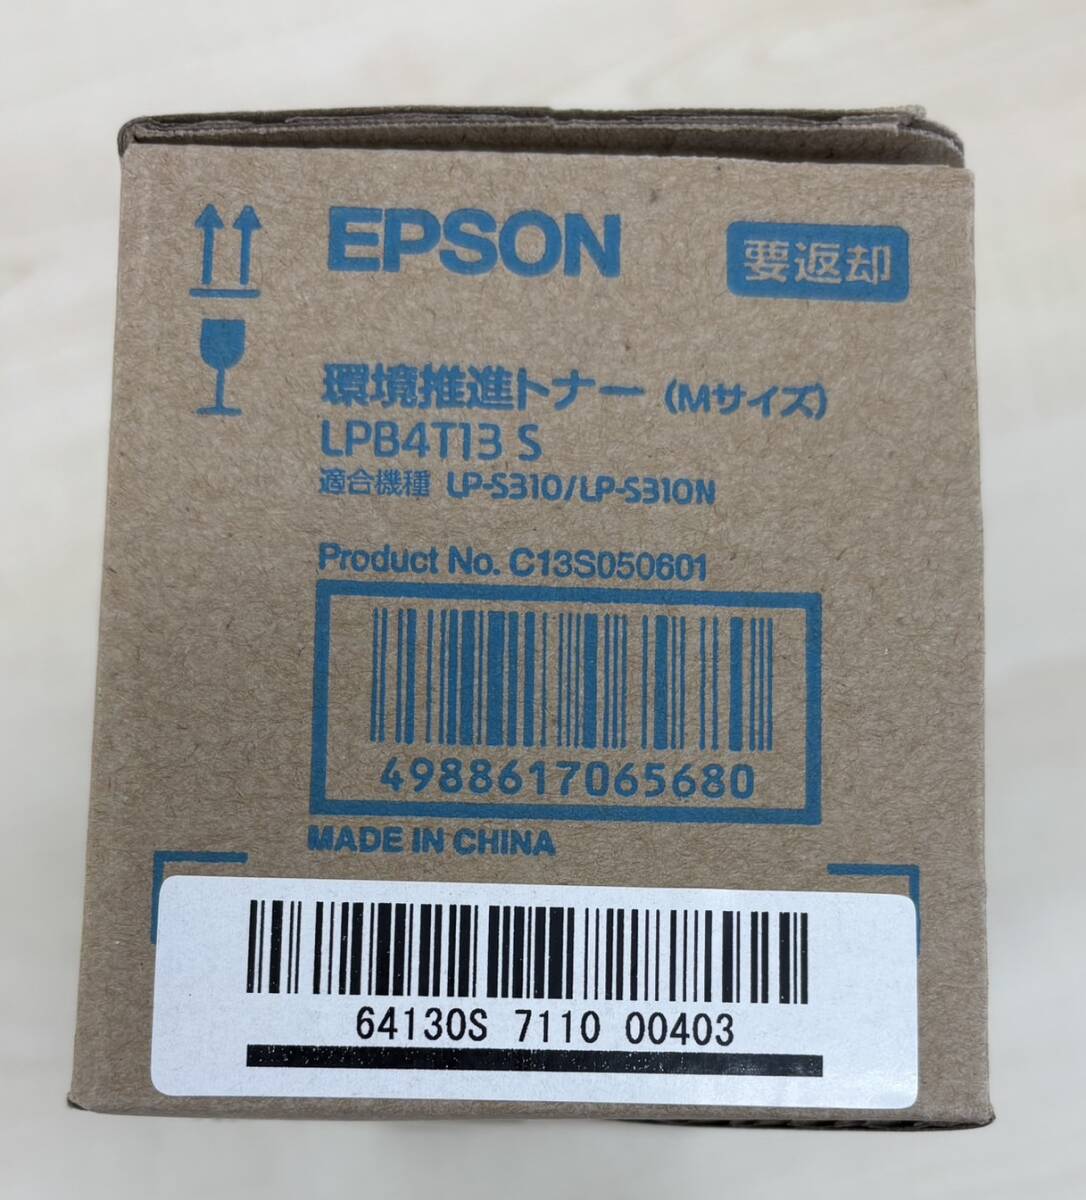 EPSON
要返却
環境推進トナー（Mサイズ）
LPB4T13 S
適合機種 LP-S310/LP-S310N
Product No. C13S050601
4988617065680
MADE IN CHINA
64130S 7110 00403